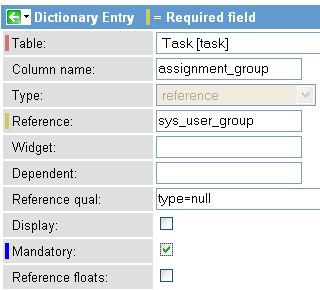 Dictionary Entry = Required field
Table: Task [task]
Column name: assignment_group
Type: reference
Reference: sys_user_group
Widget:
Dependent:
Reference qual: type=null
Display:
Mandatory:
Reference floats: